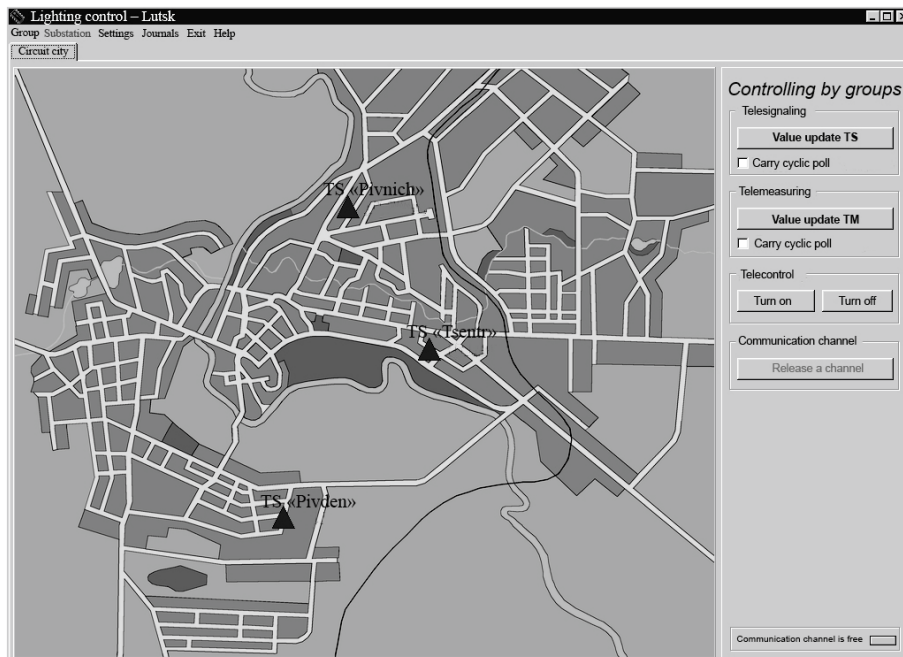 Lighting control – Lutsk
Group Substation Settings Journals Exit Help
Circuit city
TS «Pivnich»
TS «Tsentr»
TS «Pivden»
Controlling by groups
Telesignaling
Value update TS
Carry cyclic poll
Telemeasuring
Value update TM
Carry cyclic poll
Telecontrol
Turn on Turn off
Communication channel
Release a channel
Communication channel is free